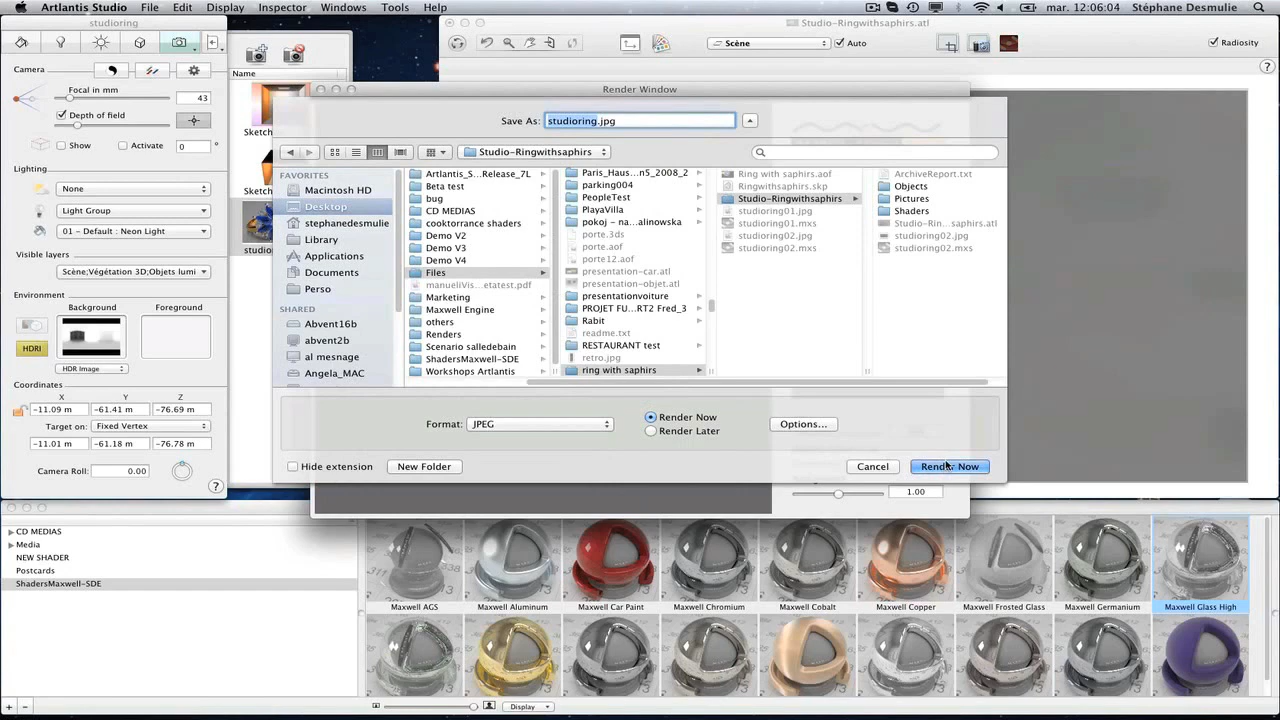 Artlantis Studio File Edit Display Inspector Windows Tools Help mar. 12:06:04 Stéphane Desmulie
studioring
Studio-Ringwithsaphirs.atl
Scène Auto Radiosity
Camera:
Focal in mm
43
Depth of field
Show Activate 0 °
Lighting
None
Light Group
01 - Default : Neon Light
Visible layers
Scène;Végétation 3D;Objets lumi
Environment
Background Foreground
HDRI
HDR Image
Coordinates
X Y Z
-11.09 m -61.41 m -76.69 m
Target on: Fixed Vertex
-11.01 m -61.18 m -76.78 m
Camera Roll: 0.00
Name
Sketch
Sketch
studio
Render Window
Save As: studioring.jpg
Studio-Ringwithsaphirs
FAVORITES
Macintosh HD
Desktop
stephanedesmulie
Library
Applications
Documents
Perso
SHARED
Abvent16b
abvent2b
al mesnage
Angela_MAC
Artlantis_S...Release_7L
Beta test
bug
CD MEDIAS
cooktorrance shaders
Demo V2
Demo V3
Demo V4
Files
manueliVis...etatest.pdf
Marketing
Maxwell Engine
others
Renders
Scenario salledebain
ShadersMaxwell-SDE
Workshops Artlantis
Paris_Haus...n5_2008_2
parking004
PeopleTest
PlayaVilla
pokoj - na...alinowska
porte.3ds
porte.aof
porte12.aof
presentation-car.atl
presentation-objet.atl
presentationvoiture
PROJET FU...RT2 Fred_3
Rabit
readme.txt
RESTAURANT test
retro.jpg
ring with saphirs
Ring with saphirs.aof
Ringwithsaphirs.skp
Studio-Ringwithsaphirs
studioring01.jpg
studioring01.mxs
studioring02.jpg
studioring02.mxs
ArchiveReport.txt
Objects
Pictures
Shaders
Studio-Rin...saphirs.atl
studioring02.jpg
studioring02.mxs
Format: JPEG
Render Now
Render Later
Options...
Hide extension New Folder Cancel Render Now
1.00
CD MEDIAS
Media
NEW SHADER
Postcards
ShadersMaxwell-SDE
Maxwell AGS Maxwell Aluminum Maxwell Car Paint Maxwell Chromium Maxwell Cobalt Maxwell Copper Maxwell Frosted Glass Maxwell Germanium Maxwell Glass High
Display